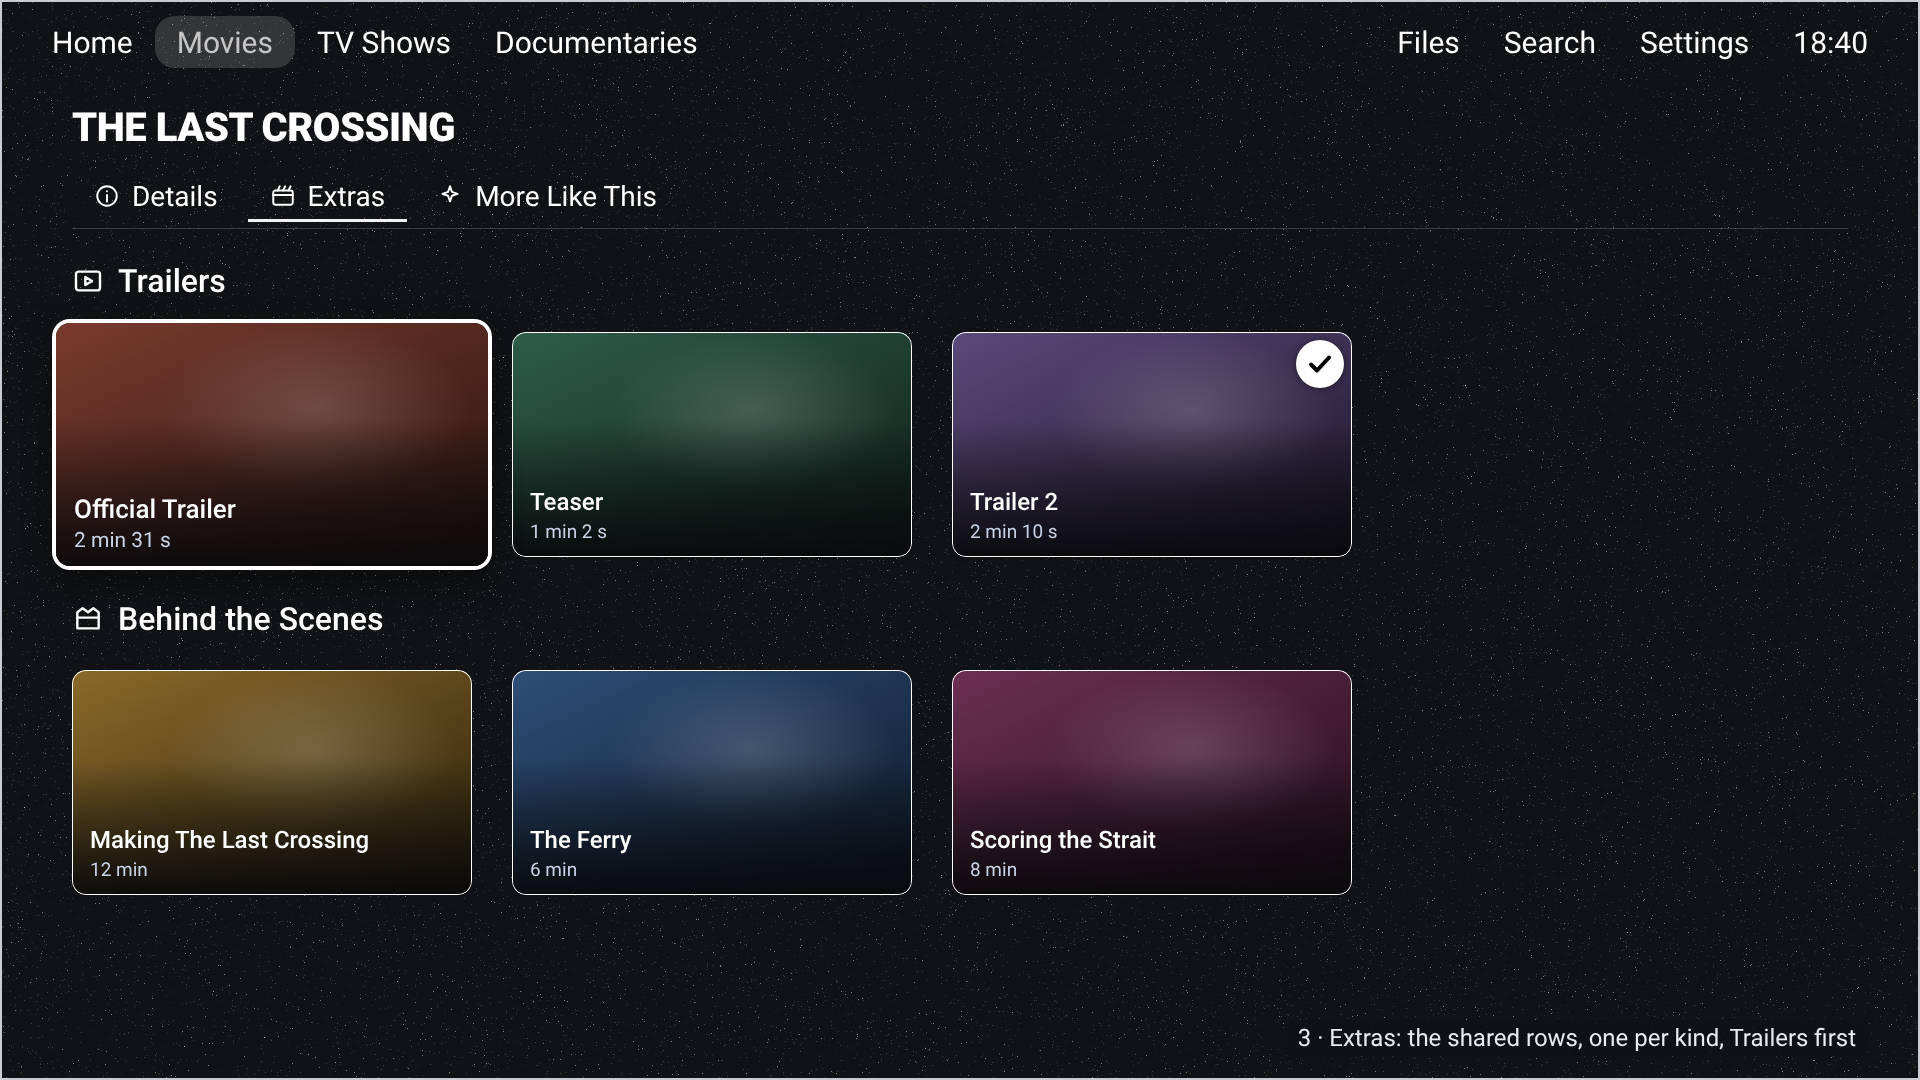 Home Movies TV Shows Documentaries Files Search Settings 18:40
THE LAST CROSSING
Details Extras More Like This
Trailers
Official Trailer
2 min 31 s
Teaser
1 min 2 s
Trailer 2
2 min 10 s
Behind the Scenes
Making The Last Crossing
12 min
The Ferry
6 min
Scoring the Strait
8 min
3 · Extras: the shared rows, one per kind, Trailers first